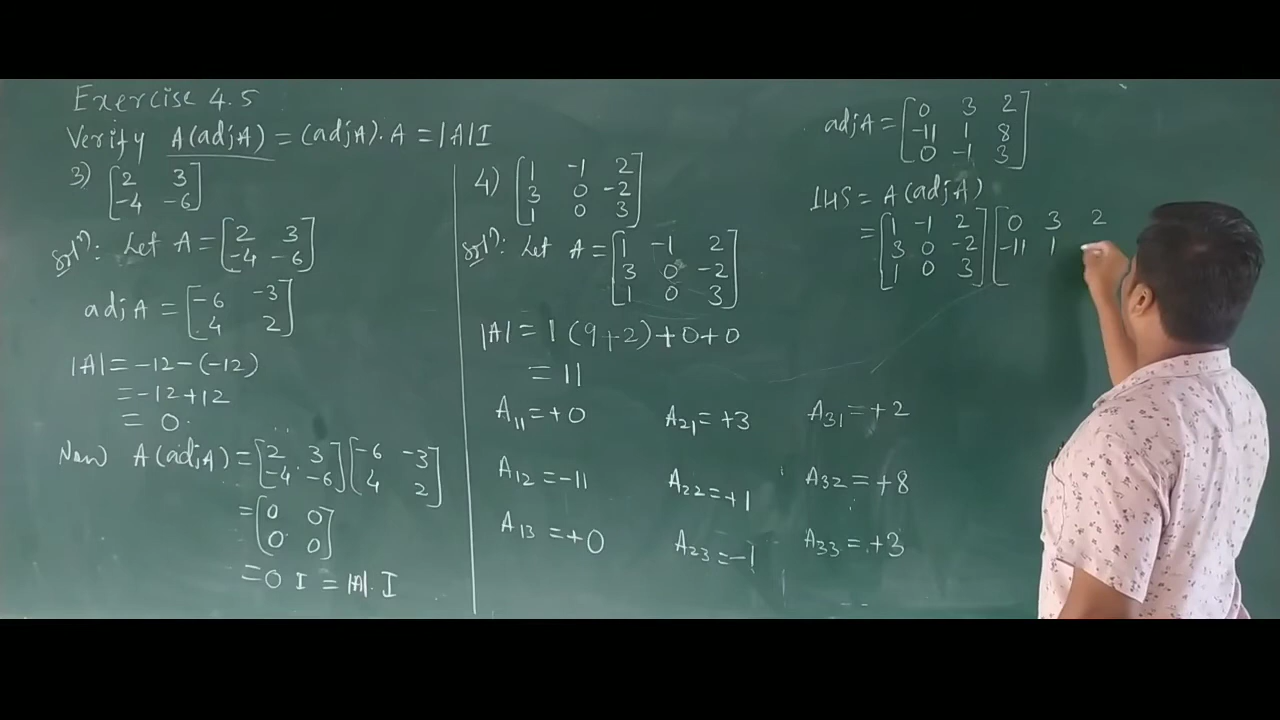 Exercise 4.5
Verify A(adjA) = (adjA). A = |A|I
3) [2 3
-4 -6]
Solⁿ: Let A = [2 3
-4 -6]
adjA = [-6 -3
4 2]
|A| = -12 - (-12)
= -12 + 12
= 0.
Now A(adjA) = [2 3 [-6 -3
-4 -6] 4 2]
= [0 0
0 0]
= 0 I = |A|. I
4) [1 -1 2
3 0 -2
1 0 3]
Solⁿ: Let A = [1 -1 2
3 0 -2
1 0 3]
|A| = 1 (9+2) + 0 + 0
= 11
A₁₁ = +0 A₂₁ = +3 A₃₁ = +2
A₁₂ = -11 A₂₂ = +1 A₃₂ = +8
A₁₃ = +0 A₂₃ = -1 A₃₃ = +3
adjA = [0 3 2
-11 1 8
0 -1 3]
LHS = A(adjA)
= [1 -1 2] [0 3 2
3 0 -2 -11 1
1 0 3]